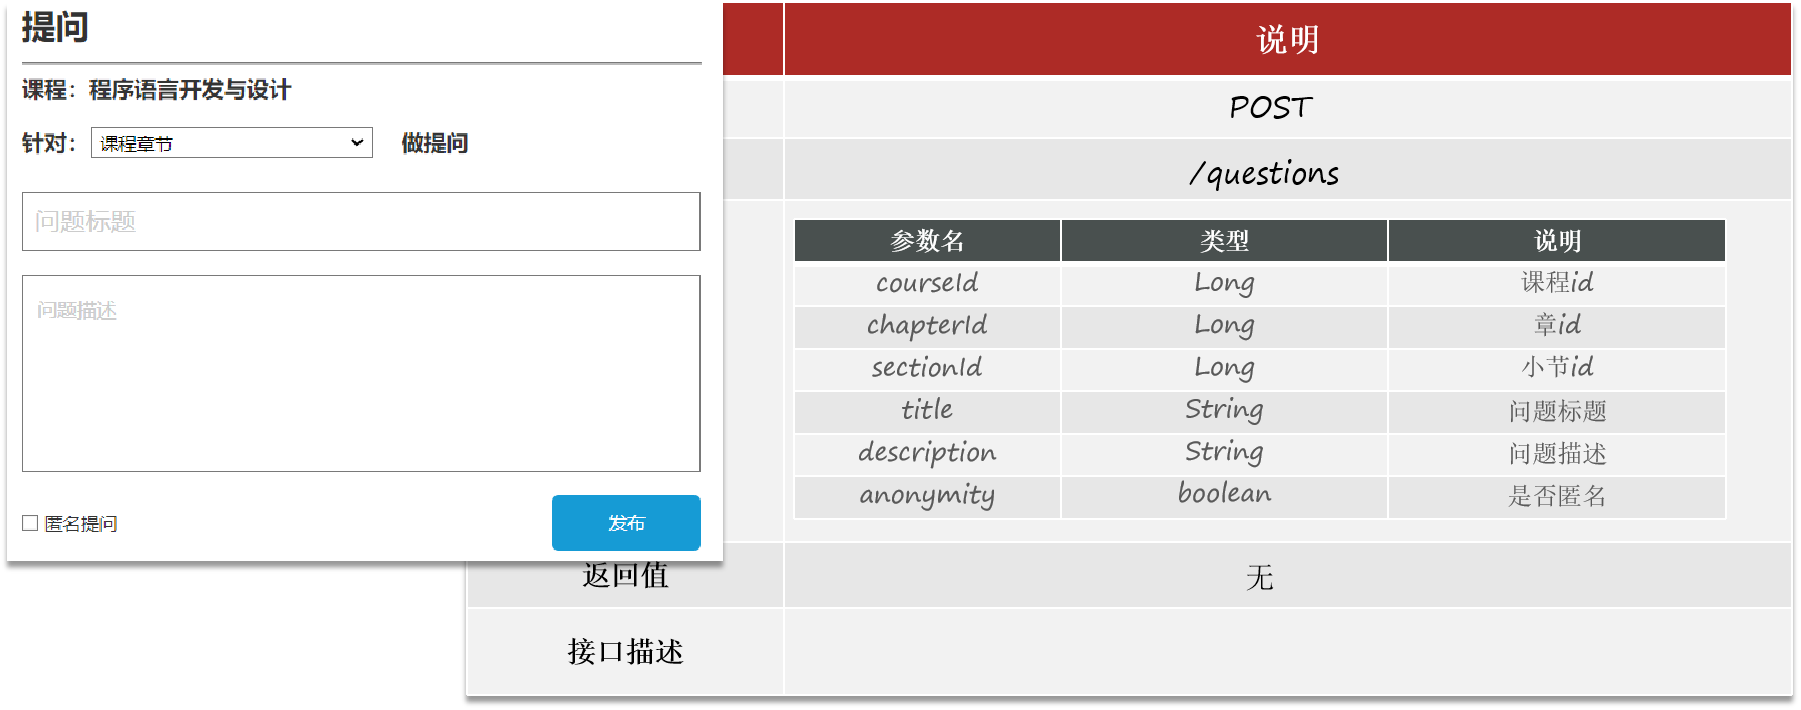 提问
课程：程序语言开发与设计
针对： 课程章节 做提问
问题标题
问题描述
匿名提问 发布
说明
POST
/questions
参数名 类型 说明
courseId Long 课程id
chapterId Long 章id
sectionId Long 小节id
title String 问题标题
description String 问题描述
anonymity boolean 是否匿名
返回值 无
接口描述